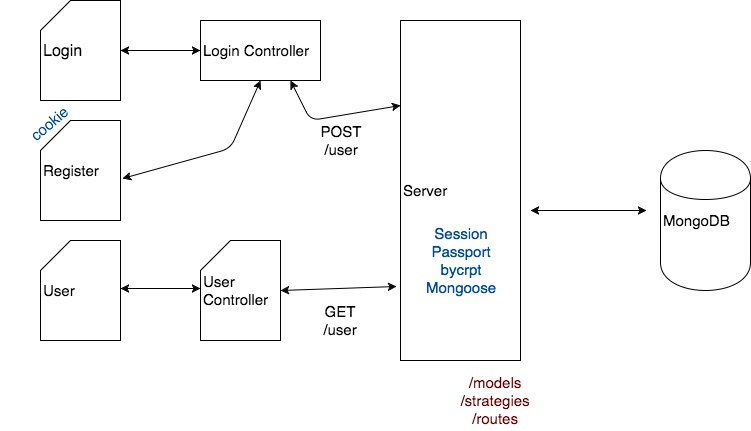 Login
Login Controller
cookie
POST
/user
Register
Server
MongoDB
Session
Passport
bycrpt
Mongoose
User
User
Controller
GET
/user
/models
/strategies
/routes